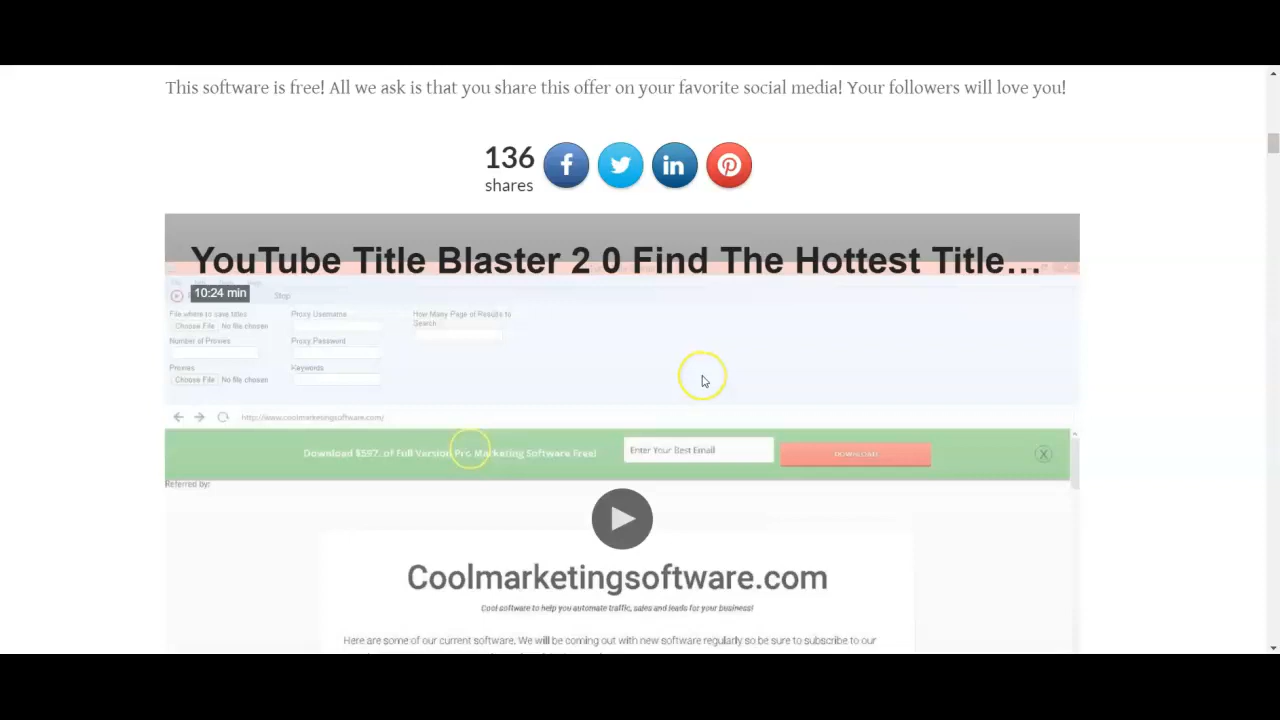 This software is free! All we ask is that you share this offer on your favorite social media! Your followers will love you!
136
shares
YouTube Title Blaster 2 0 Find The Hottest Title...
10:24 min
Stop
File where to save titles
Choose File No file chosen
Proxy Username
How Many Page of Results to
Search
Number of Proxies
Proxy Password
Proxies
Choose File No file chosen
Keywords
http://www.coolmarketingsoftware.com/
Download $597. of Full Version Pro Marketing Software Free!
Enter Your Best Email
DOWNLOAD
X
Referred by:
Coolmarketingsoftware.com
Cool software to help you automate traffic, sales and leads for your business!
Here are some of our current software. We will be coming out with new software regularly so be sure to subscribe to our